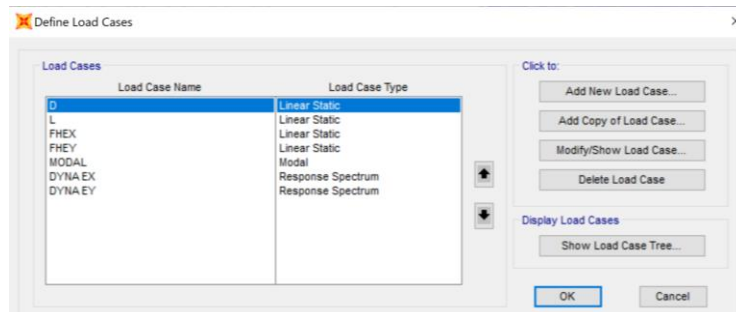 Define Load Cases
Load Cases
Click to:
Load Case Name Load Case Type
D Linear Static
L Linear Static
FHEX Linear Static
FHEY Linear Static
MODAL Modal
DYNA EX Response Spectrum
DYNA EY Response Spectrum
Add New Load Case...
Add Copy of Load Case...
Modify/Show Load Case...
Delete Load Case
Display Load Cases
Show Load Case Tree...
OK Cancel